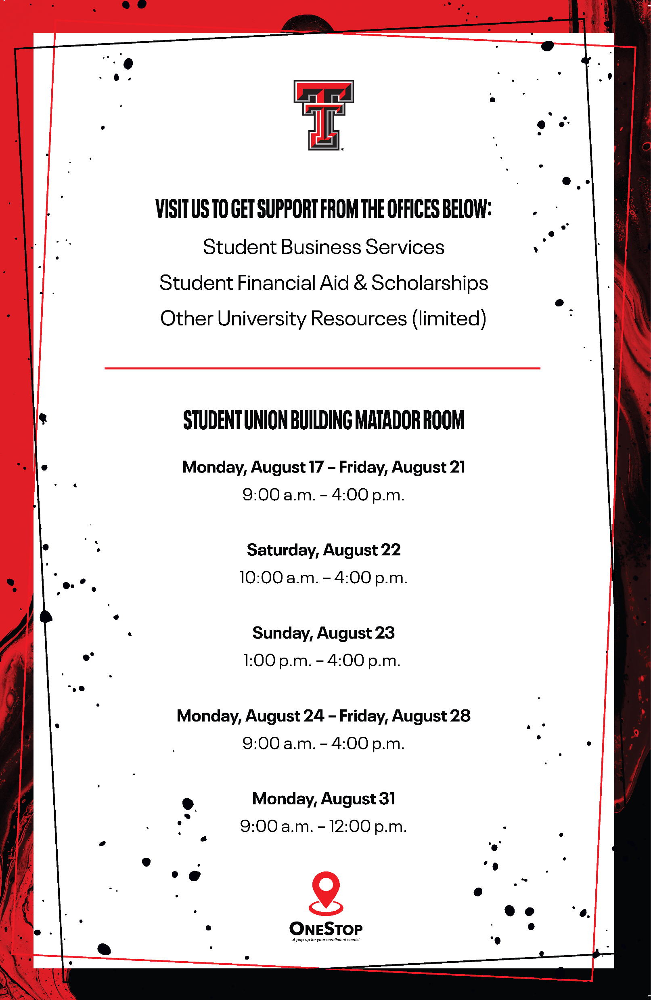 ®
VISIT US TO GET SUPPORT FROM THE OFFICES BELOW:
Student Business Services
Student Financial Aid & Scholarships
Other University Resources (limited)
STUDENT UNION BUILDING MATADOR ROOM
Monday, August 17 – Friday, August 21
9:00 a.m. – 4:00 p.m.
Saturday, August 22
10:00 a.m. – 4:00 p.m.
Sunday, August 23
1:00 p.m. – 4:00 p.m.
Monday, August 24 – Friday, August 28
9:00 a.m. – 4:00 p.m.
Monday, August 31
9:00 a.m. – 12:00 p.m.
ONESTOP
A pop-up for your enrollment needs!